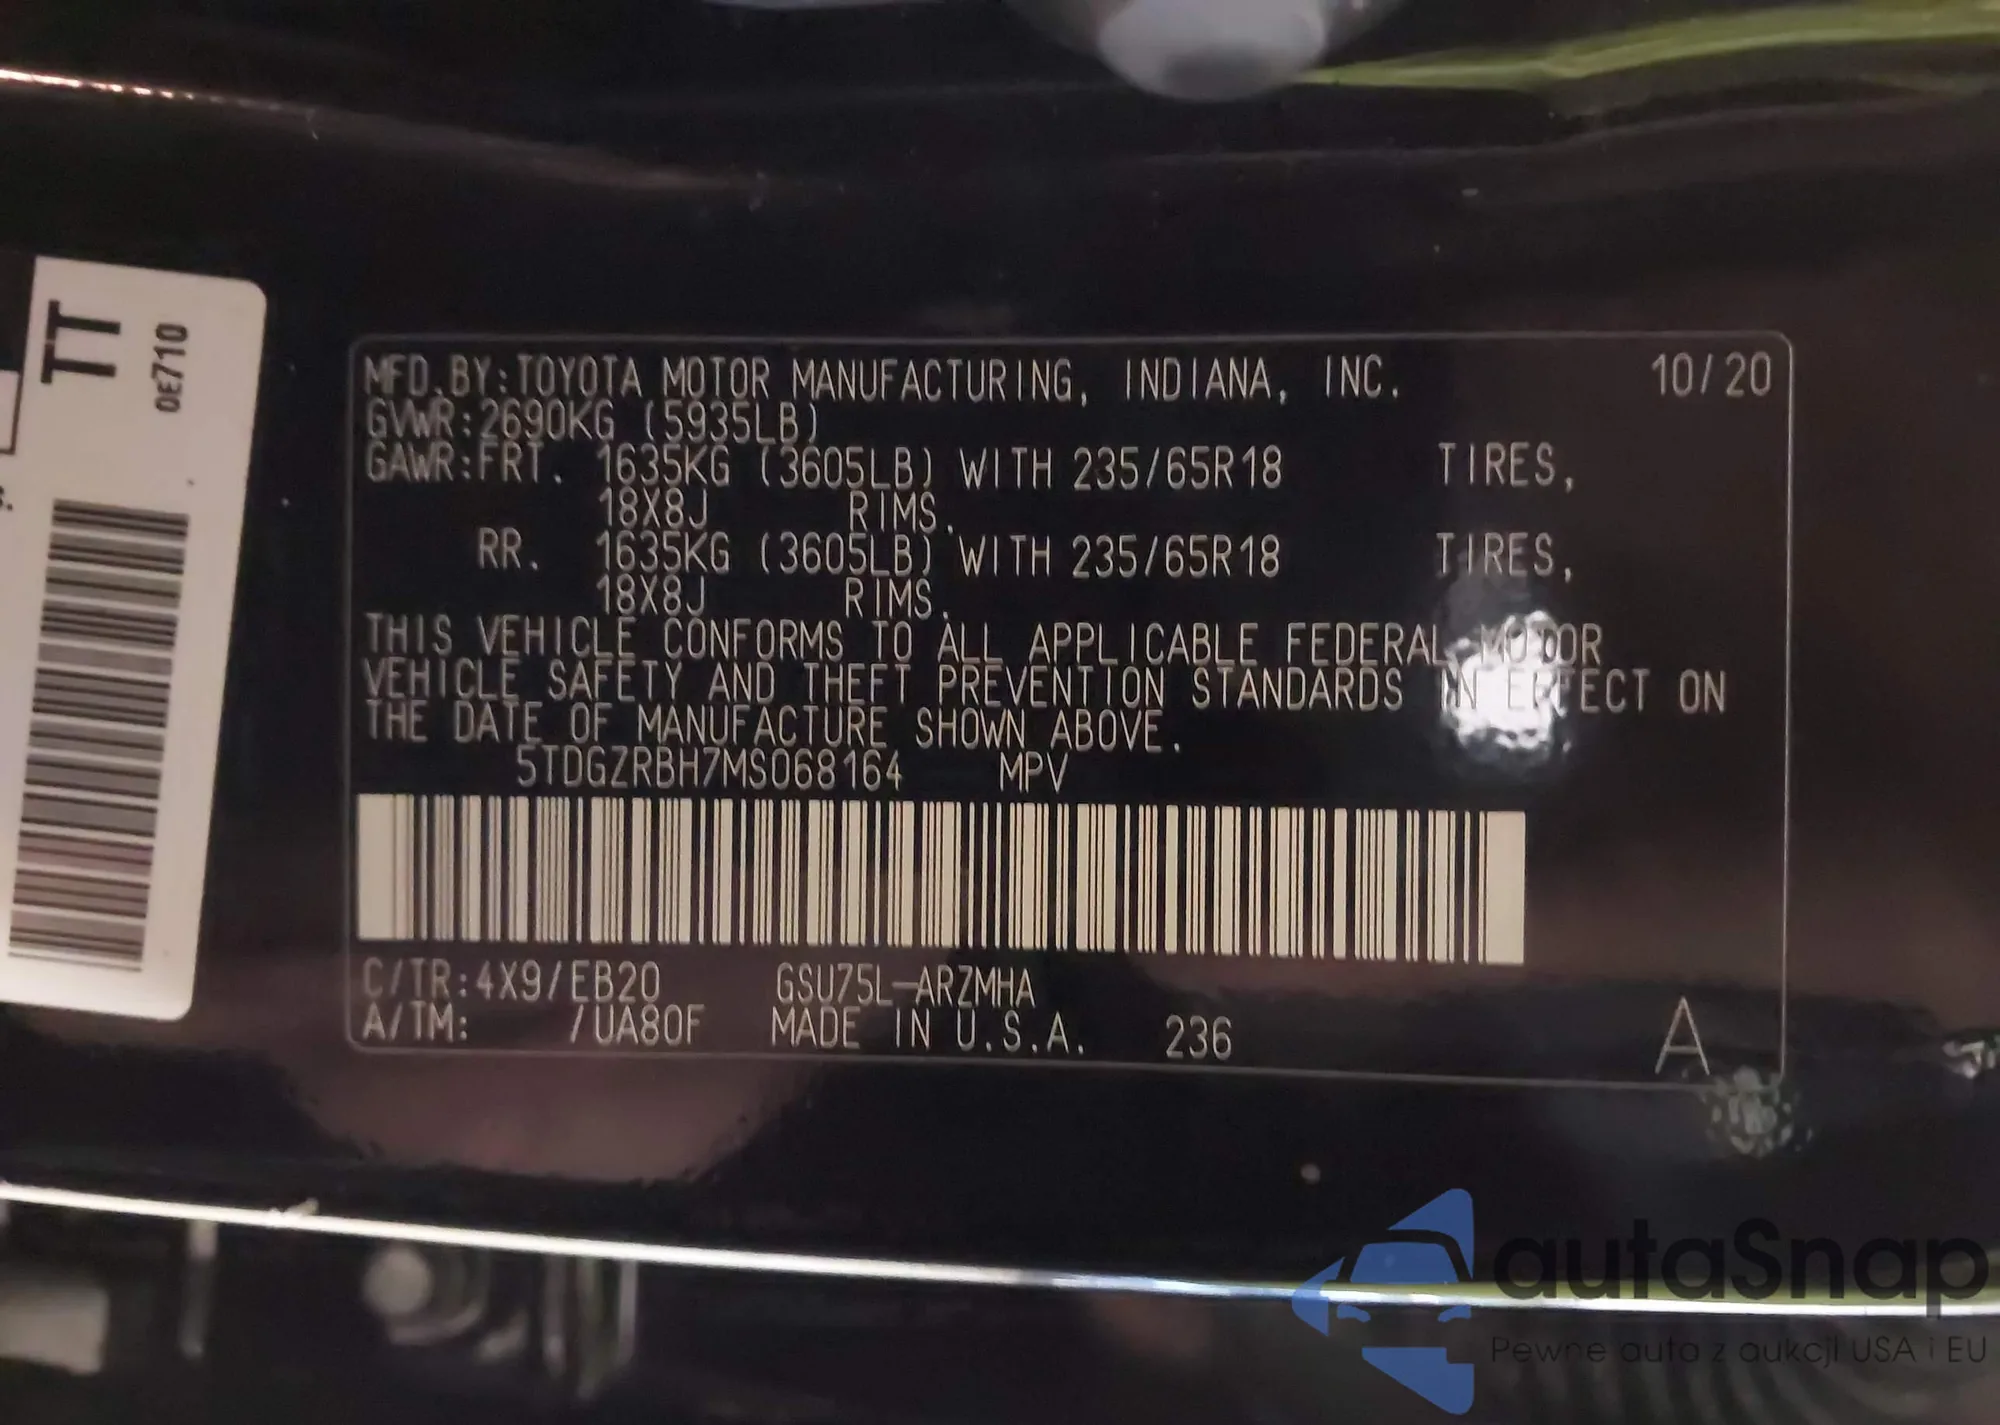 TT
0E710
S.
MFD.BY:TOYOTA MOTOR MANUFACTURING, INDIANA, INC. 10/20
GVWR:2690KG (5935LB)
GAWR:FRT. 1635KG (3605LB) WITH 235/65R18 TIRES,
18X8J RIMS.
RR. 1635KG (3605LB) WITH 235/65R18 TIRES,
18X8J RIMS.
THIS VEHICLE CONFORMS TO ALL APPLICABLE FEDERAL MOTOR
VEHICLE SAFETY AND THEFT PREVENTION STANDARDS IN EFFECT ON
THE DATE OF MANUFACTURE SHOWN ABOVE.
5TDGZRBH7MS068164 MPV
C/TR:4X9/EB20 GSU75L-ARZMHA
A/TM: /UA80F MADE IN U.S.A. 236 A
autaSnap
Pewne auta z aukcji USA i EU